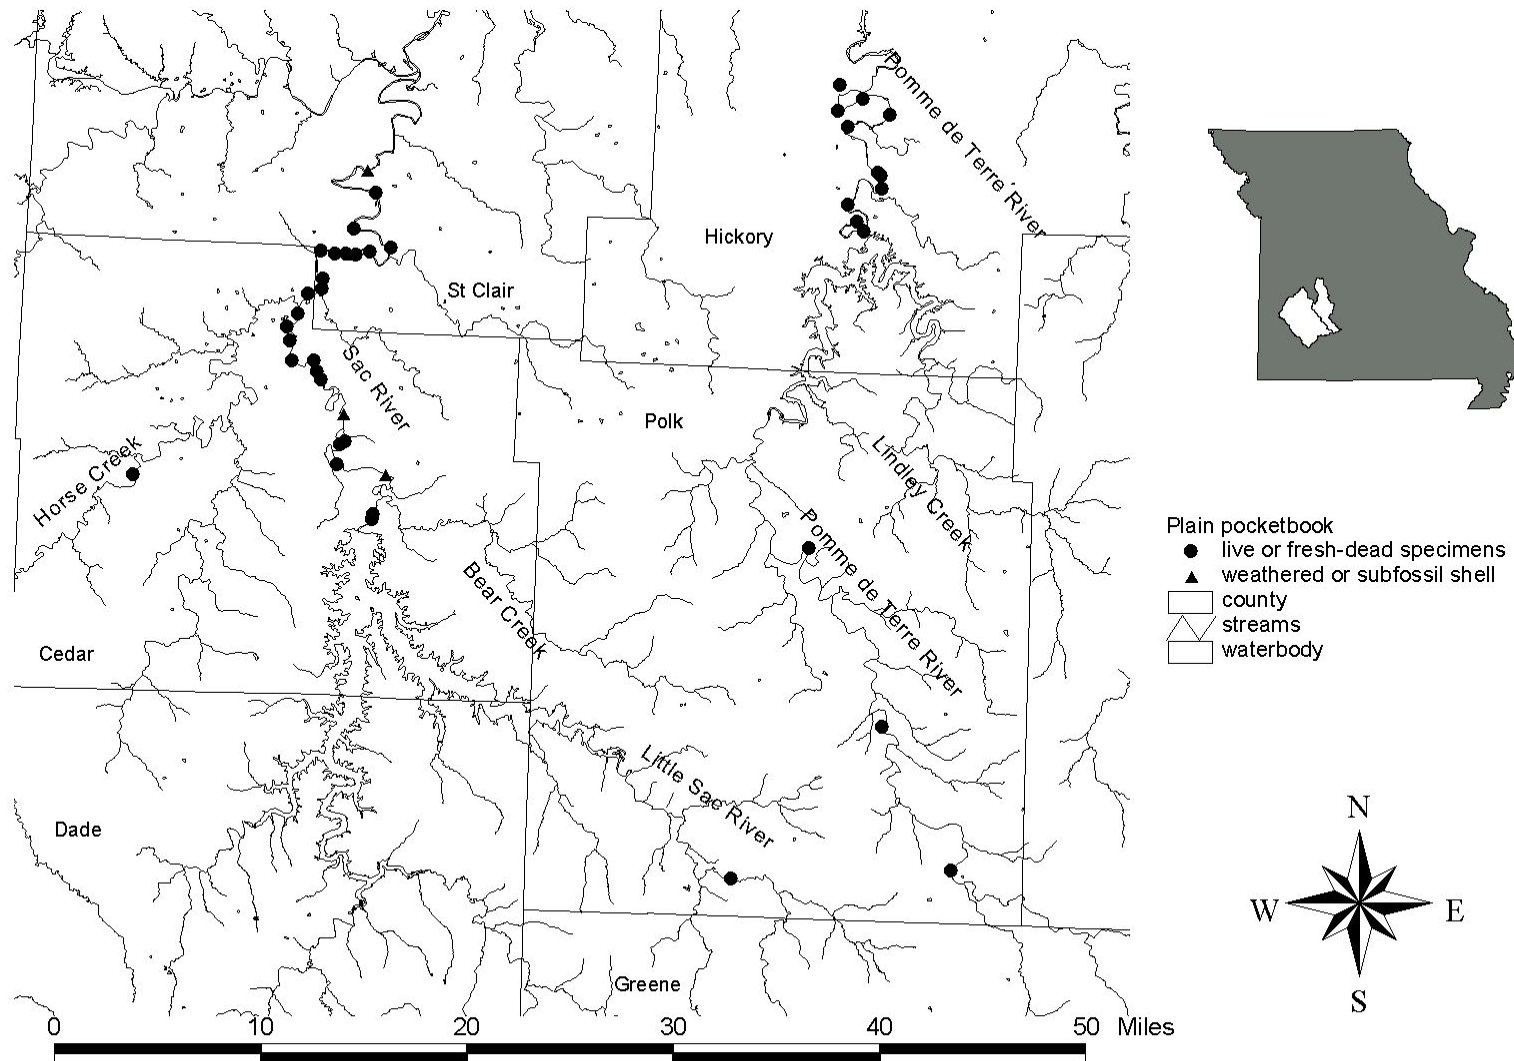 Pomme de Terre River
Hickory
St Clair
Sac River
Polk
Horse Creek
Lindley Creek
Pomme de Terre River
Bear Creek
Cedar
Little Sac River
Dade
Greene
0 10 20 30 40 50 Miles
Plain pocketbook
live or fresh-dead specimens
weathered or subfossil shell
county
streams
waterbody
N
W E
S